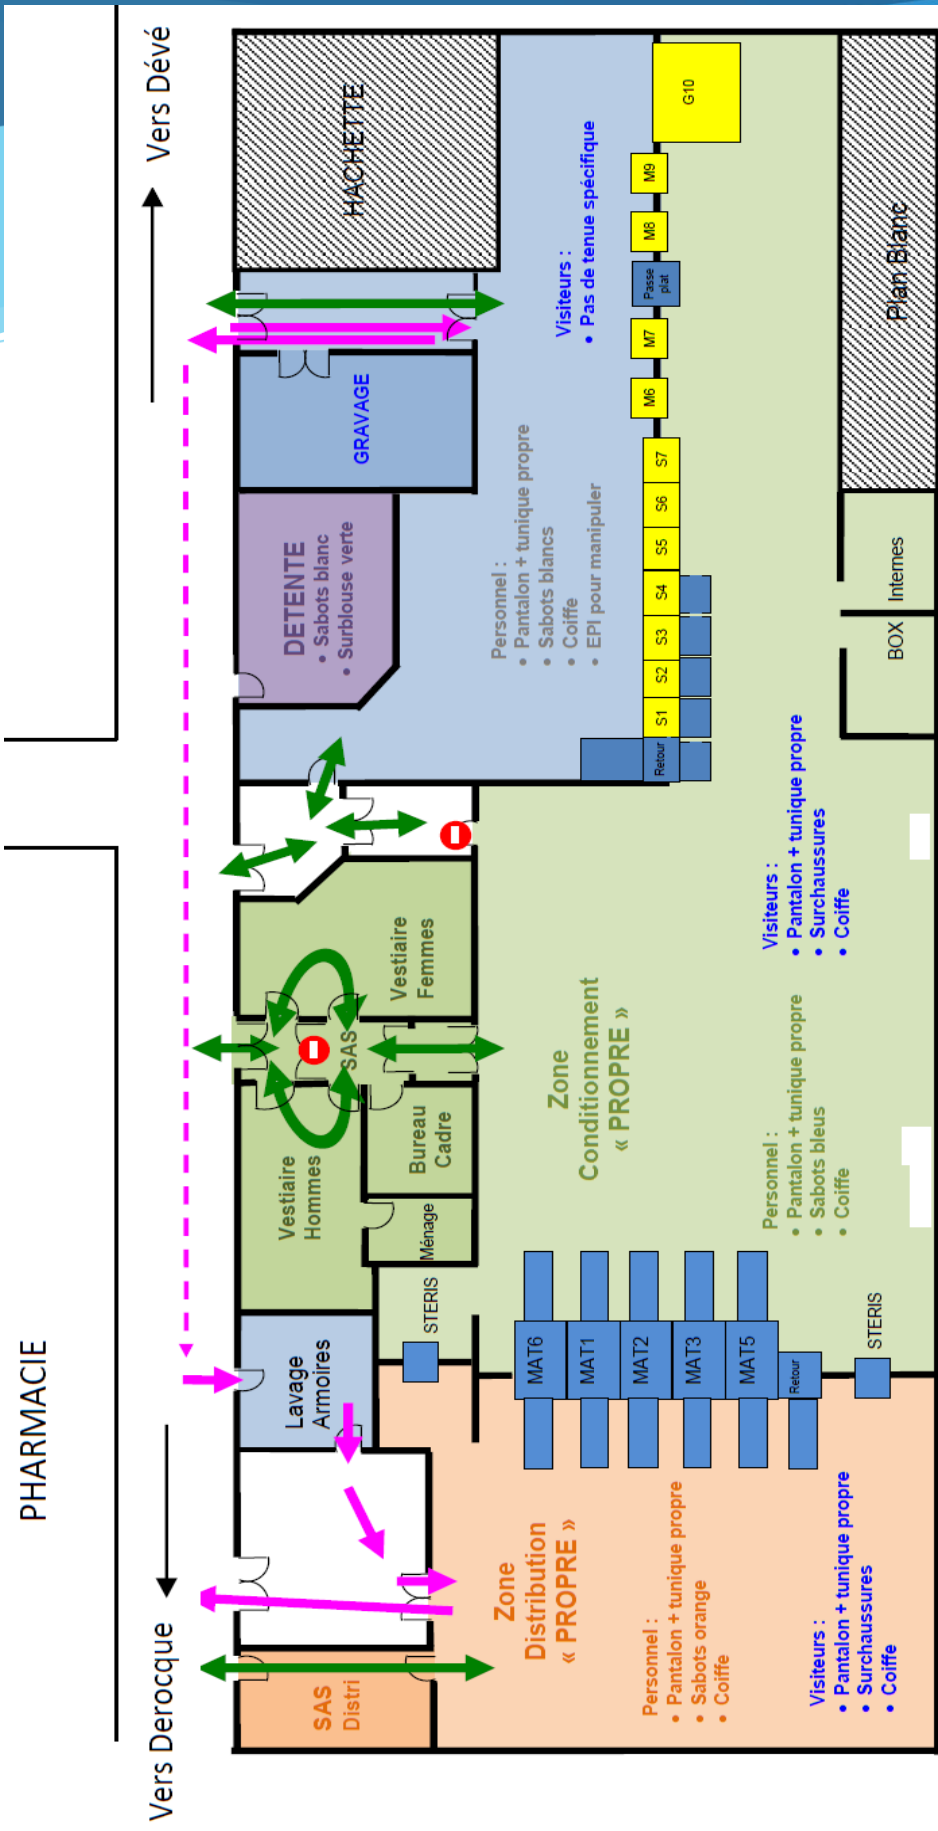 PHARMACIE
Vers Derocque
Vers Dévé
SAS
Distri
Lavage
Armoires
Vestiaire
Hommes
SAS
Vestiaire
Femmes
DETENTE
• Sabots blanc
• Surblouse verte
GRAVAGE
HACHETTE
STERIS
Ménage
Bureau
Cadre
Zone
Distribution
« PROPRE »
Personnel :
• Pantalon + tunique propre
• Sabots orange
• Coiffe
Visiteurs :
• Pantalon + tunique propre
• Surchaussures
• Coiffe
MAT6
MAT1
MAT2
MAT3
MAT5
Retour
STERIS
Zone
Conditionnement
« PROPRE »
Personnel :
• Pantalon + tunique propre
• Sabots bleus
• Coiffe
Visiteurs :
• Pantalon + tunique propre
• Surchaussures
• Coiffe
Personnel :
• Pantalon + tunique propre
• Sabots blancs
• Coiffe
• EPI pour manipuler
Visiteurs :
• Pas de tenue spécifique
Retour
S1
S2
S3
S4
S5
S6
S7
M6
M7
Passe
plat
M8
M9
G10
BOX
Internes
Plan Blanc